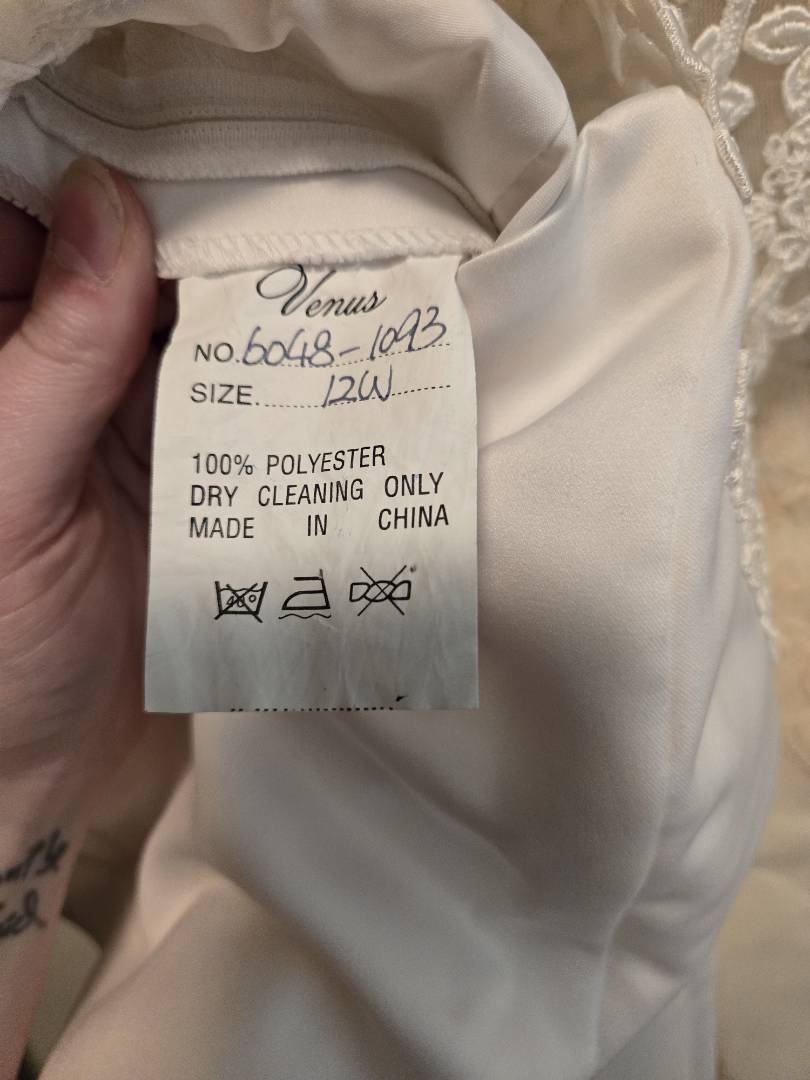 Venus
NO. 6048-1093
SIZE. 12W
100% POLYESTER
DRY CLEANING ONLY
MADE IN CHINA